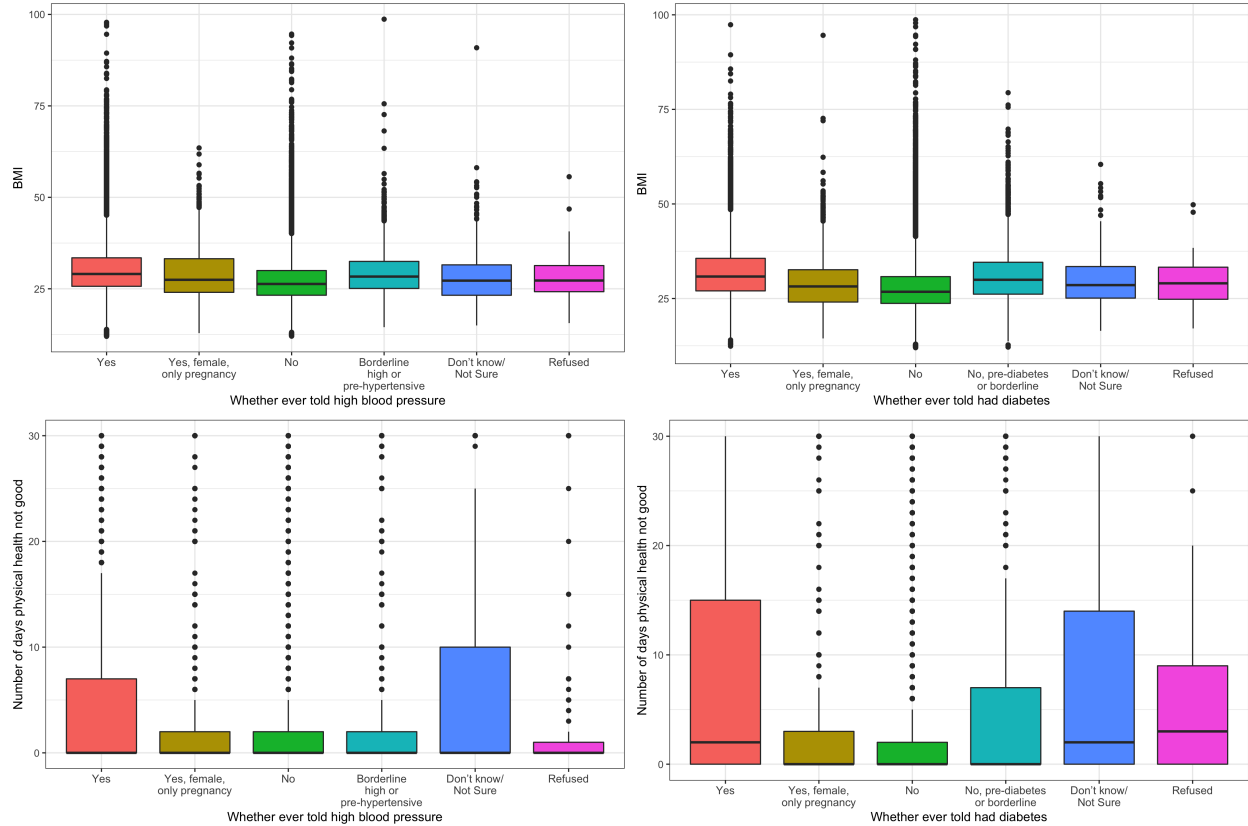 100
75
50
25
BMI
Yes
Yes, female,
only pregnancy
No
Borderline
high or
pre-hypertensive
Don't know/
Not Sure
Refused
Whether ever told high blood pressure
100
75
50
25
BMI
Yes
Yes, female,
only pregnancy
No
No, pre-diabetes
or borderline
Don't know/
Not Sure
Refused
Whether ever told had diabetes
30
20
10
0
Number of days physical health not good
Yes
Yes, female,
only pregnancy
No
Borderline
high or
pre-hypertensive
Don't know/
Not Sure
Refused
Whether ever told high blood pressure
30
20
10
0
Number of days physical health not good
Yes
Yes, female,
only pregnancy
No
No, pre-diabetes
or borderline
Don't know/
Not Sure
Refused
Whether ever told had diabetes